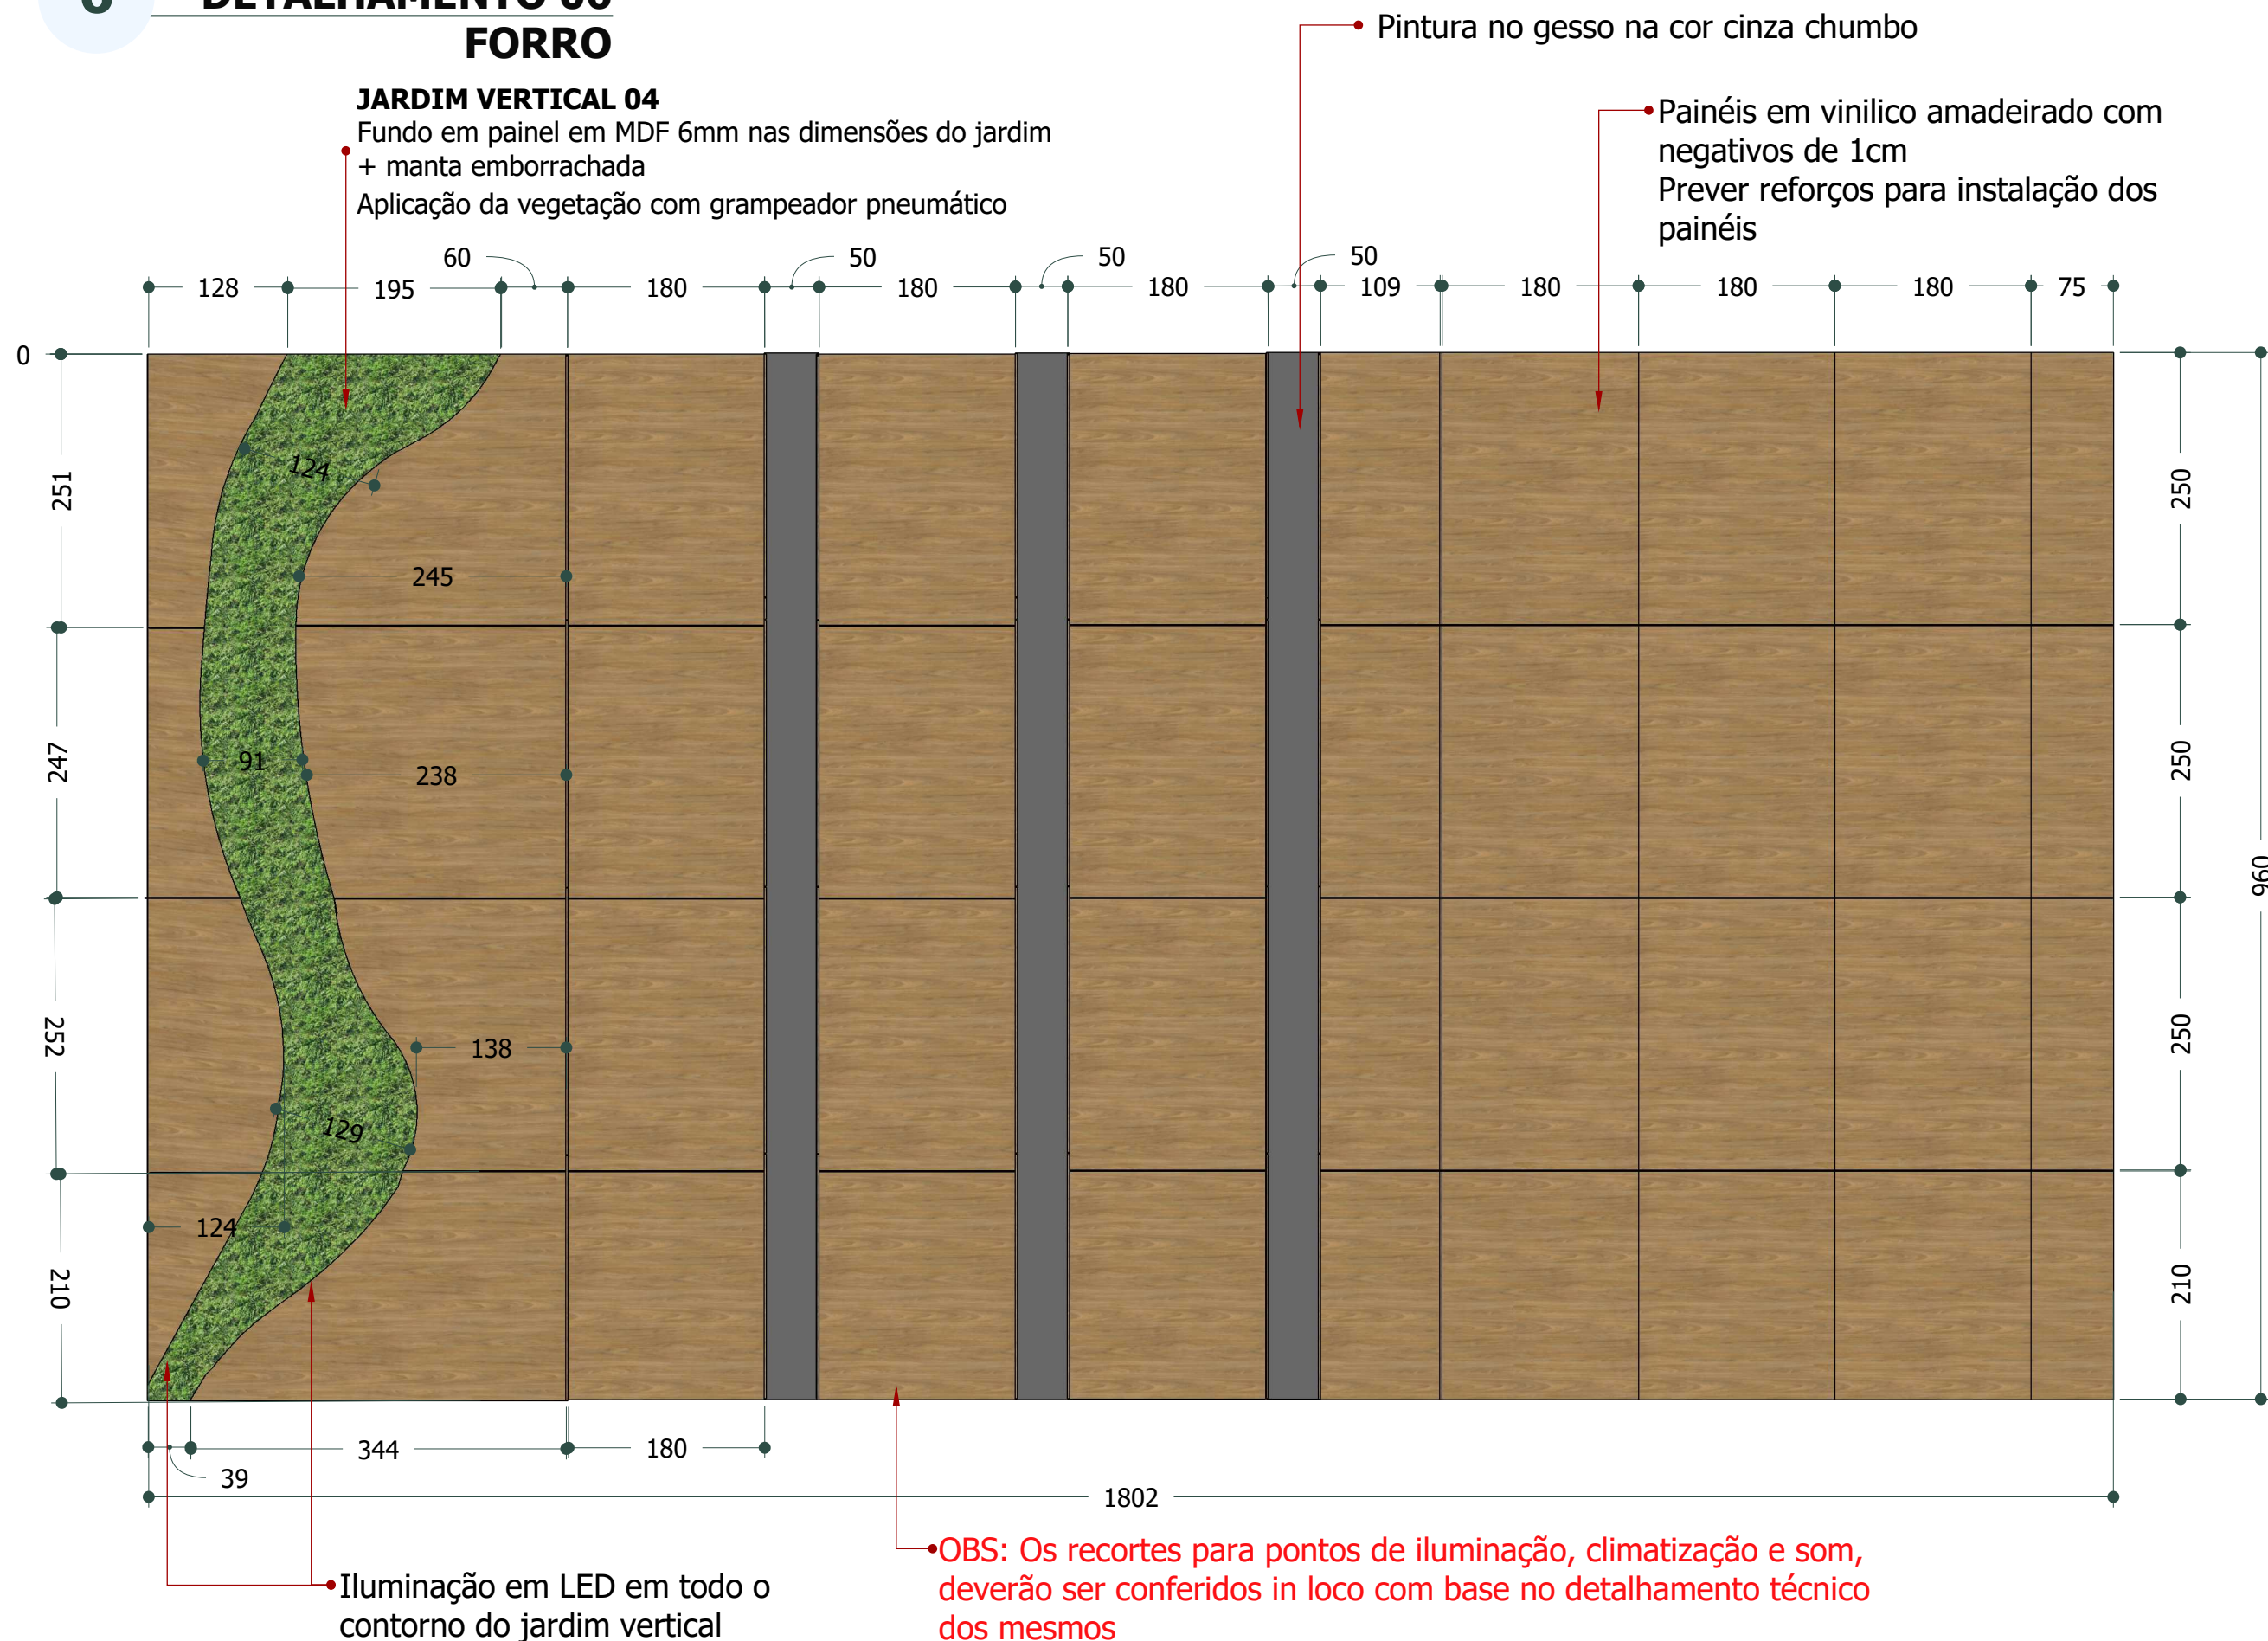 6
DETALHAMENTO 06
FORRO
JARDIM VERTICAL 04
Fundo em painel em MDF 6mm nas dimensões do jardim
+ manta emborrachada
Aplicação da vegetação com grampeador pneumático
Pintura no gesso na cor cinza chumbo
Painéis em vinilico amadeirado com
negativos de 1cm
Prever reforços para instalação dos
painéis
60
50
50
50
128
195
180
180
180
109
180
180
180
75
0
251
247
252
210
124
245
91
238
138
129
124
250
250
250
210
960
39
344
180
1802
Iluminação em LED em todo o
contorno do jardim vertical
OBS: Os recortes para pontos de iluminação, climatização e som,
deverão ser conferidos in loco com base no detalhamento técnico
dos mesmos